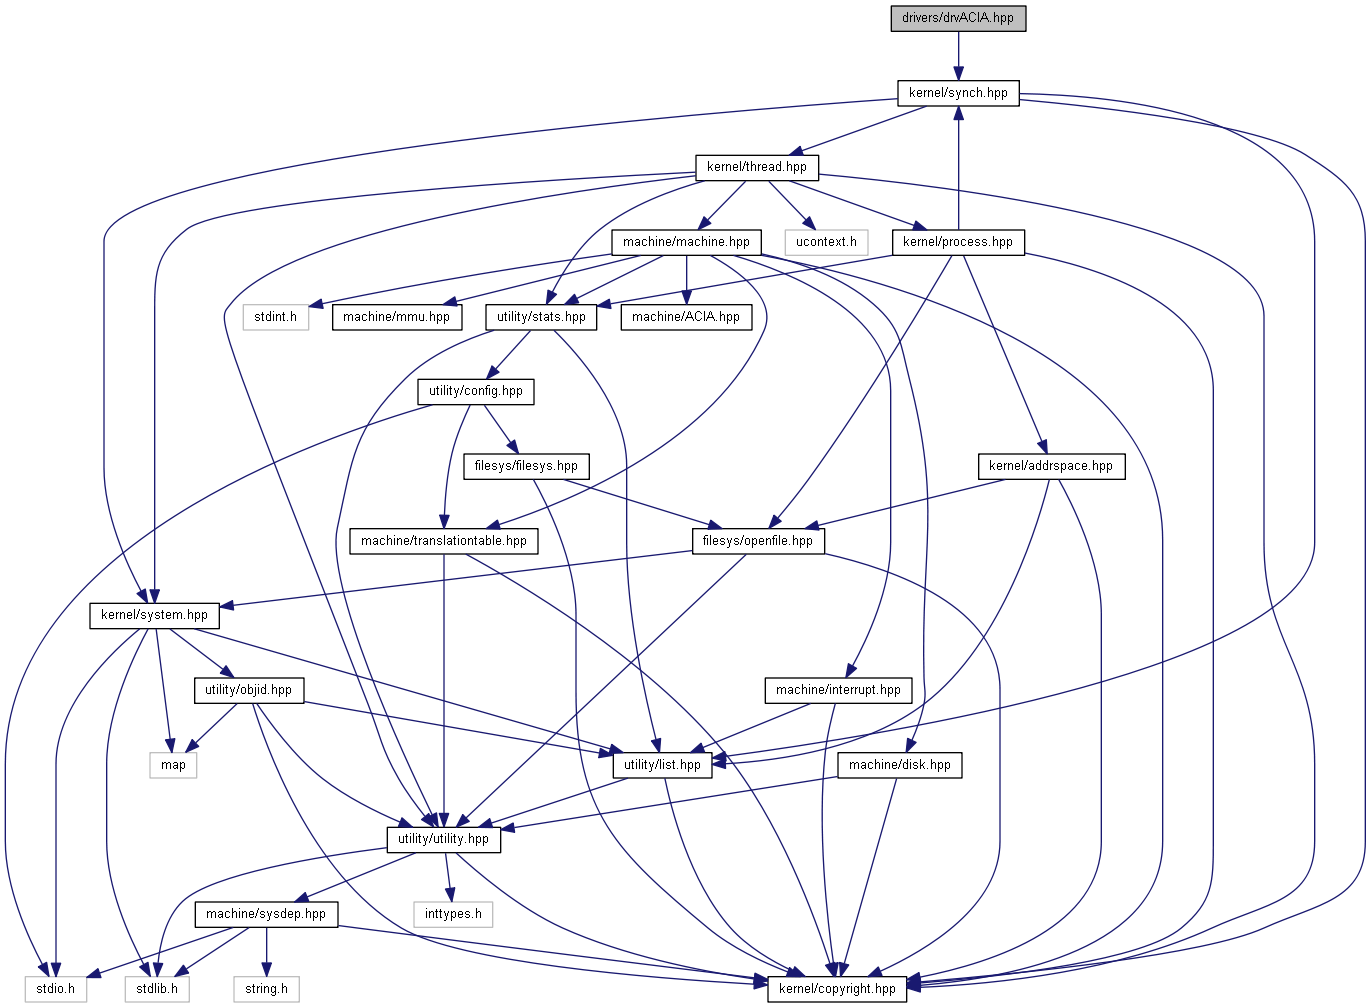 drivers/drvACIA.hpp
kernel/synch.hpp
kernel/thread.hpp
machine/machine.hpp
ucontext.h
kernel/process.hpp
stdint.h
machine/mmu.hpp
utility/stats.hpp
machine/ACIA.hpp
utility/config.hpp
filesys/filesys.hpp
kernel/addrspace.hpp
machine/translationtable.hpp
filesys/openfile.hpp
kernel/system.hpp
utility/objid.hpp
machine/interrupt.hpp
map
utility/list.hpp
machine/disk.hpp
utility/utility.hpp
machine/sysdep.hpp
inttypes.h
stdio.h
stdlib.h
string.h
kernel/copyright.hpp